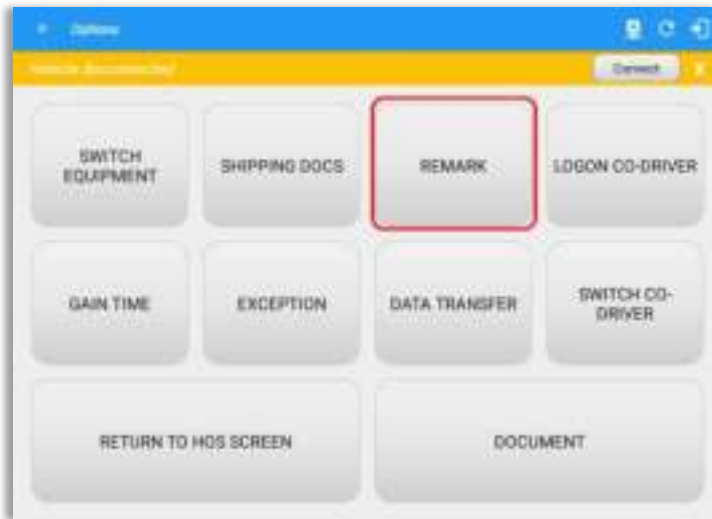 Options
Vehicle disconnected
Connect
X
SWITCH
EQUIPMENT
SHIPPING DOCS
REMARK
LOGON CO-DRIVER
GAIN TIME
EXCEPTION
DATA TRANSFER
SWITCH CO-
DRIVER
RETURN TO HOS SCREEN
DOCUMENT